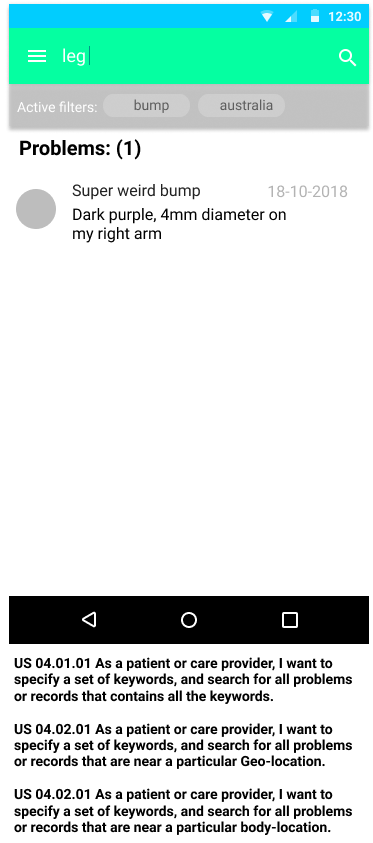 12:30
leg
Active filters: bump australia
Problems: (1)
Super weird bump 18-10-2018
Dark purple, 4mm diameter on
my right arm
US 04.01.01 As a patient or care provider, I want to
specify a set of keywords, and search for all problems
or records that contains all the keywords.
US 04.02.01 As a patient or care provider, I want to
specify a set of keywords, and search for all problems
or records that are near a particular Geo-location.
US 04.02.01 As a patient or care provider, I want to
specify a set of keywords, and search for all problems
or records that are near a particular body-location.